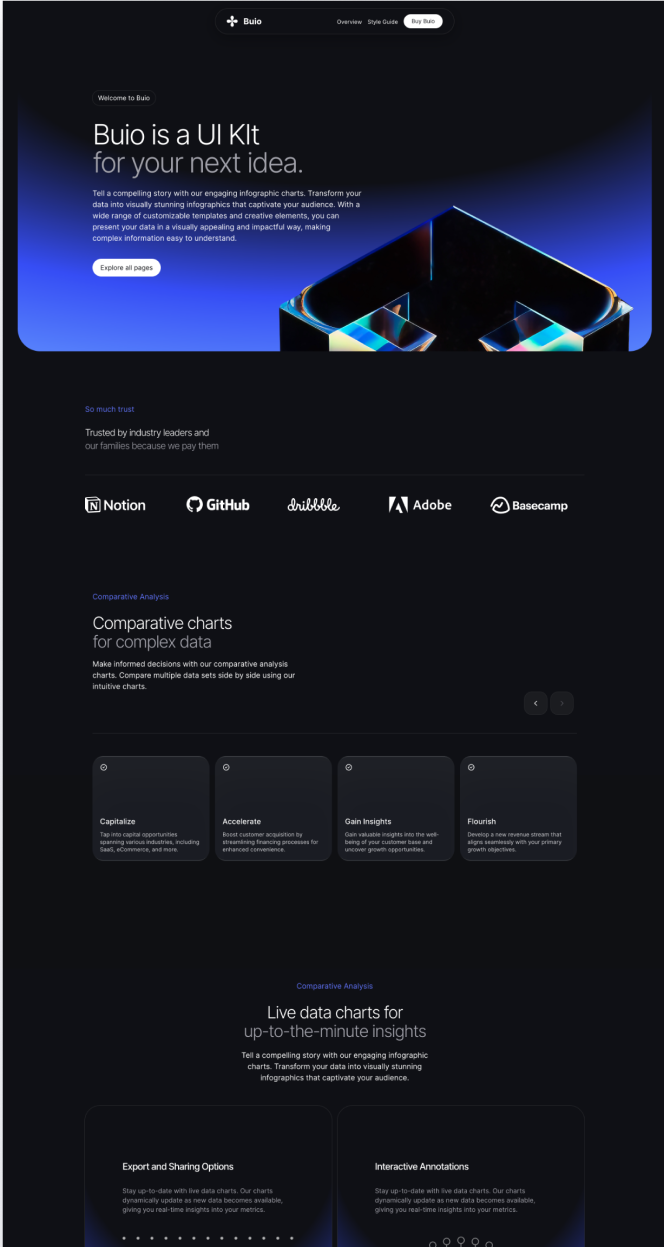 Buio
Overview
Style Guide
Buy Buio
Welcome to Buio
Buio is a UI KIt
for your next idea.
Tell a compelling story with our engaging infographic charts. Transform your
data into visually stunning infographics that captivate your audience. With a
wide range of customizable templates and creative elements, you can
present your data in a visually appealing and impactful way, making
complex information easy to understand.
Explore all pages
So much trust
Trusted by industry leaders and
our families because we pay them
Notion
GitHub
dribbble
Adobe
Basecamp
Comparative Analysis
Comparative charts
for complex data
Make informed decisions with our comparative analysis
charts. Compare multiple data sets side by side using our
intuitive charts.
Capitalize
Tap into capital opportunities
spanning various industries, including
SaaS, eCommerce, and more.
Accelerate
Boost customer acquisition by
streamlining financing processes for
enhanced convenience.
Gain Insights
Gain valuable insights into the well-
being of your customer base and
uncover growth opportunities.
Flourish
Develop a new revenue stream that
aligns seamlessly with your primary
growth objectives.
Comparative Analysis
Live data charts for
up-to-the-minute insights
Tell a compelling story with our engaging infographic
charts. Transform your data into visually stunning
infographics that captivate your audience.
Export and Sharing Options
Stay up-to-date with live data charts. Our charts
dynamically update as new data becomes available,
giving you real-time insights into your metrics.
Interactive Annotations
Stay up-to-date with live data charts. Our charts
dynamically update as new data becomes available,
giving you real-time insights into your metrics.